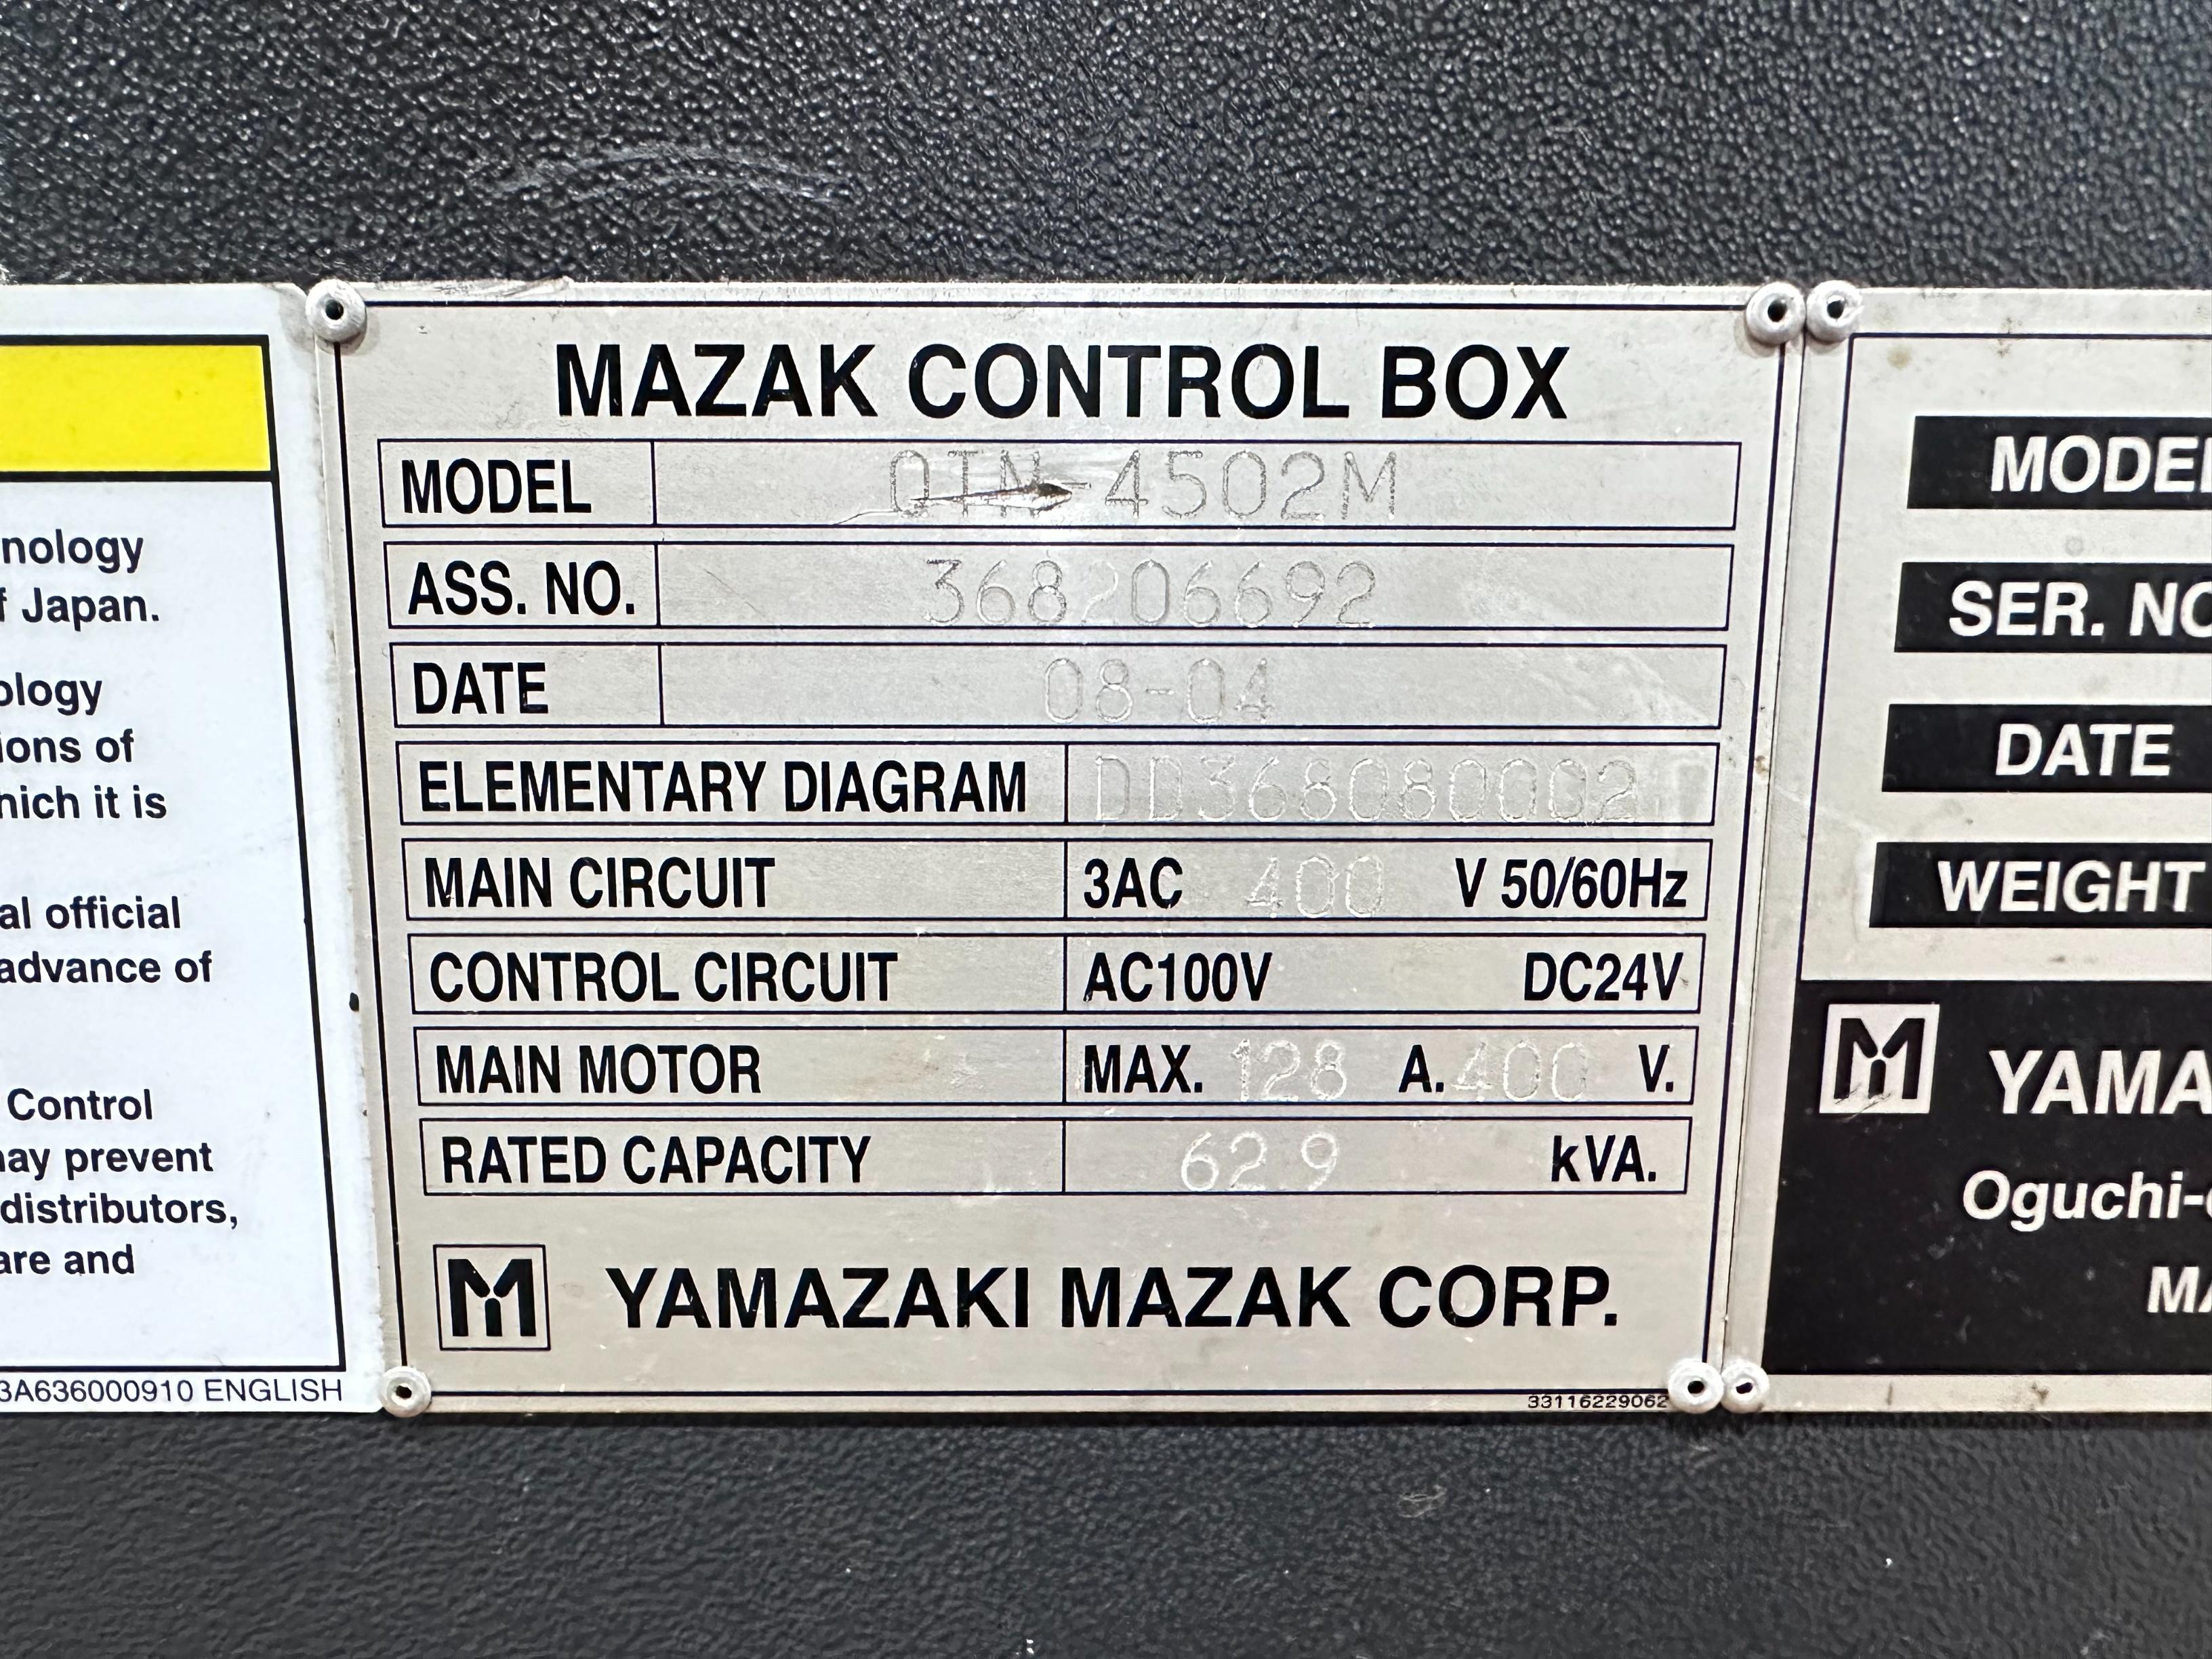 nology
f Japan.
ology
ions of
hich it is
al official
advance of
Control
nay prevent
distributors,
are and
3A636000910 ENGLISH
MAZAK CONTROL BOX
MODEL QTN-4502M
ASS. NO. 368206692
DATE 08-04
ELEMENTARY DIAGRAM DD368080002
MAIN CIRCUIT 3AC 400 V 50/60Hz
CONTROL CIRCUIT AC100V DC24V
MAIN MOTOR MAX. 128 A. 400 V.
RATED CAPACITY 62.9 kVA.
YAMAZAKI MAZAK CORP.
33116229062
MODEL
SER. NO
DATE
WEIGHT
YAMA
Oguchi-
MA